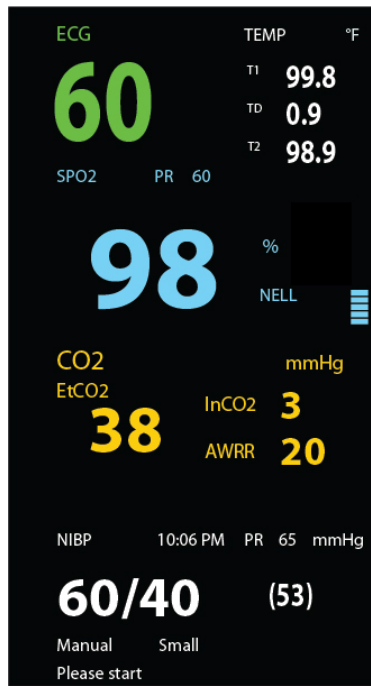 ECG TEMP °F
60
T1 99.8
TD 0.9
T2 98.9
SPO2 PR 60
98 %
NELL
CO2 mmHg
EtCO2
38
InCO2 3
AWRR 20
NIBP 10:06 PM PR 65 mmHg
60/40 (53)
Manual Small
Please start